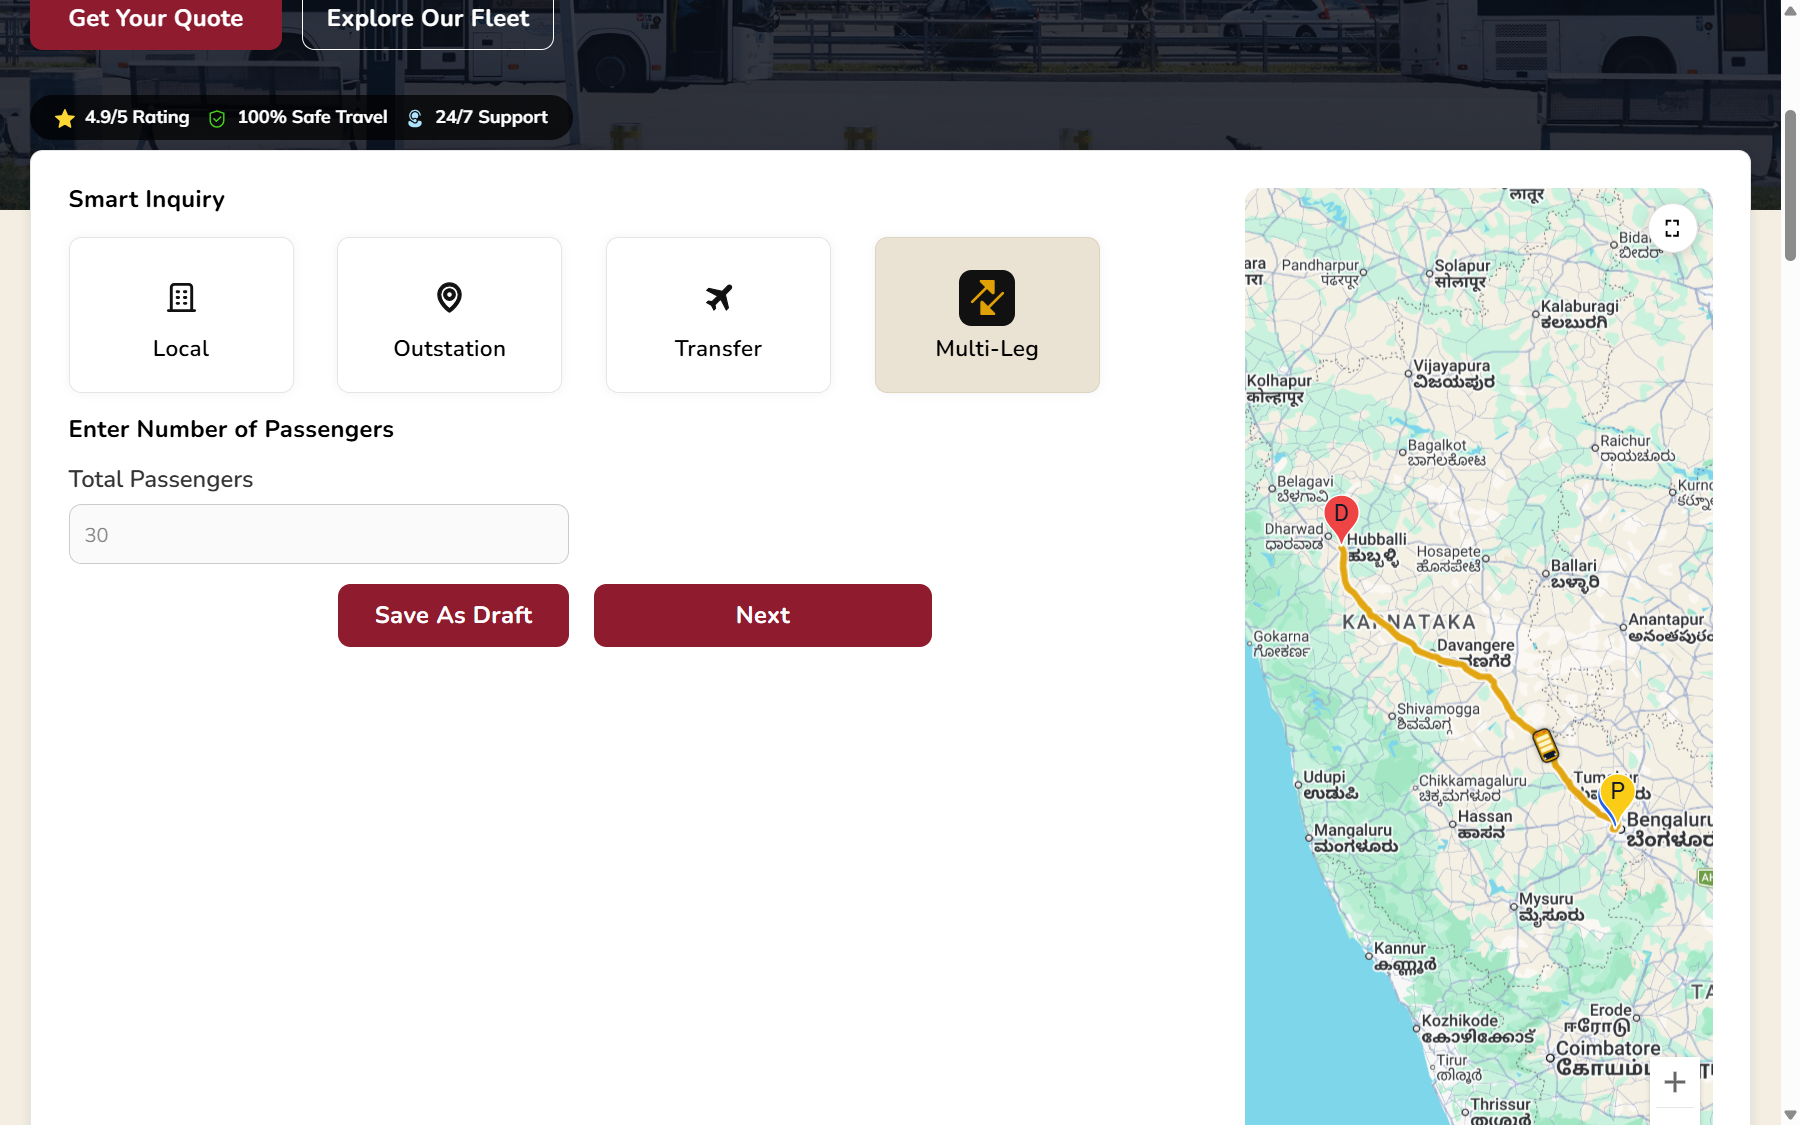 Get Your Quote
Explore Our Fleet
4.9/5 Rating
100% Safe Travel
24/7 Support
Smart Inquiry
Local
Outstation
Transfer
Multi-Leg
Enter Number of Passengers
Total Passengers
30
Save As Draft
Next
लातूर
ಬೀದರ್
Pandharpur
पंढरपूर
Solapur
सोलापूर
Kalaburagi
ಕಲಬುರಗಿ
Vijayapura
ವಿಜಯಪುರ
Kolhapur
कोल्हापूर
Bagalkot
ಬಾಗಲಕೋಟ
Raichur
ರಾಯಚೂರು
Belagavi
ಬೆಳಗಾವಿ
D
Dharwad
ಧಾರವಾಡ
Hubballi
ಹುಬ್ಬಳ್ಳಿ
Hosapete
ಹೊಸಪೇಟೆ
Ballari
ಬಳ್ಳಾರಿ
Anantapur
KARNATAKA
Gokarna
ಗೋಕರ್ಣ
Davangere
Shivamogga
ಶಿವಮೊಗ್ಗ
Udupi
ಉಡುಪಿ
Chikkamagaluru
ಚಿಕ್ಕಮಗಳೂರ
P
Hassan
ಹಾಸನ
Bengaluru
ಬೆಂಗಳೂರು
Mangaluru
ಮಂಗಳೂರು
Mysuru
ಮೈಸೂರು
Kannur
കണ്ണൂർ
Erode
ஈரோடு
Kozhikode
കോഴിക്കോട്
Coimbatore
Tirur
തിരൂർ
Thrissur